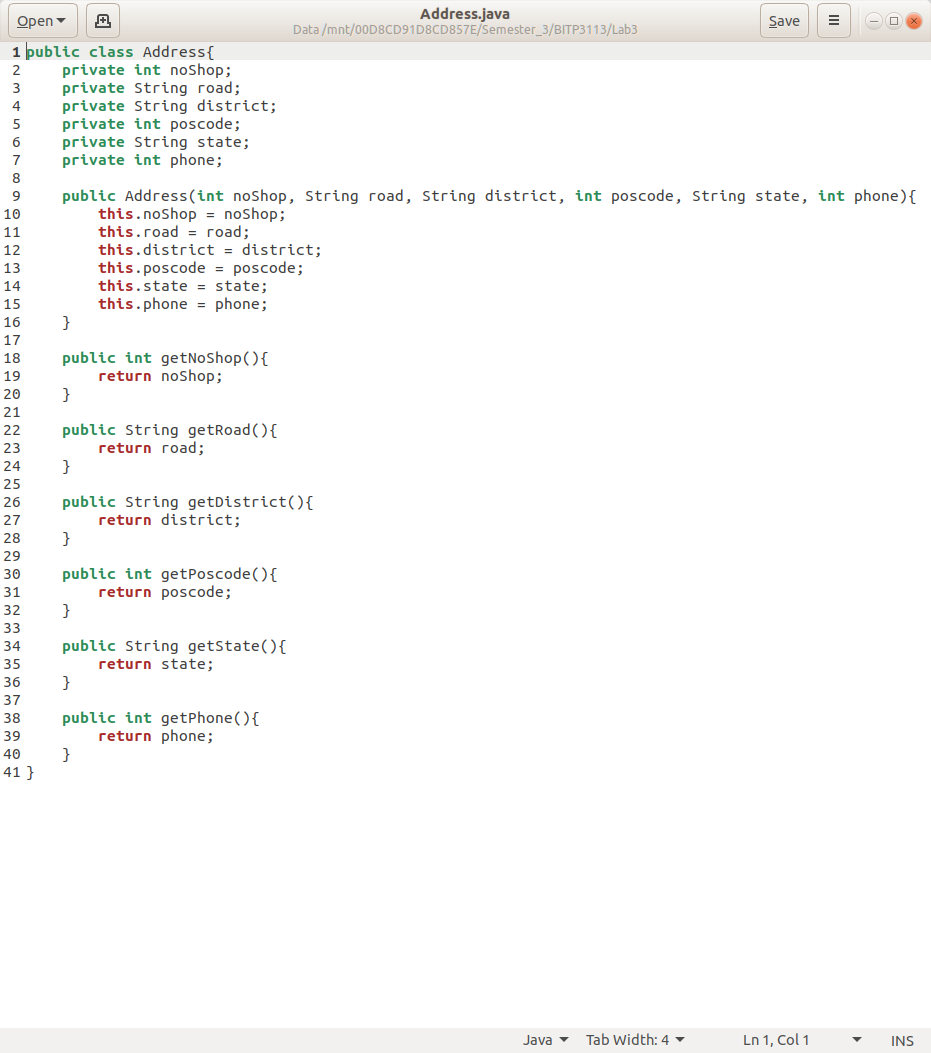 Open
Address.java
Data /mnt/00D8CD91D8CD857E/Semester_3/BITP3113/Lab3
Save
1 public class Address{
2     private int noShop;
3     private String road;
4     private String district;
5     private int poscode;
6     private String state;
7     private int phone;
8
9     public Address(int noShop, String road, String district, int poscode, String state, int phone){
10         this.noShop = noShop;
11         this.road = road;
12         this.district = district;
13         this.poscode = poscode;
14         this.state = state;
15         this.phone = phone;
16     }
17
18     public int getNoShop(){
19         return noShop;
20     }
21
22     public String getRoad(){
23         return road;
24     }
25
26     public String getDistrict(){
27         return district;
28     }
29
30     public int getPoscode(){
31         return poscode;
32     }
33
34     public String getState(){
35         return state;
36     }
37
38     public int getPhone(){
39         return phone;
40     }
41 }
Java Tab Width: 4 Ln 1, Col 1 INS